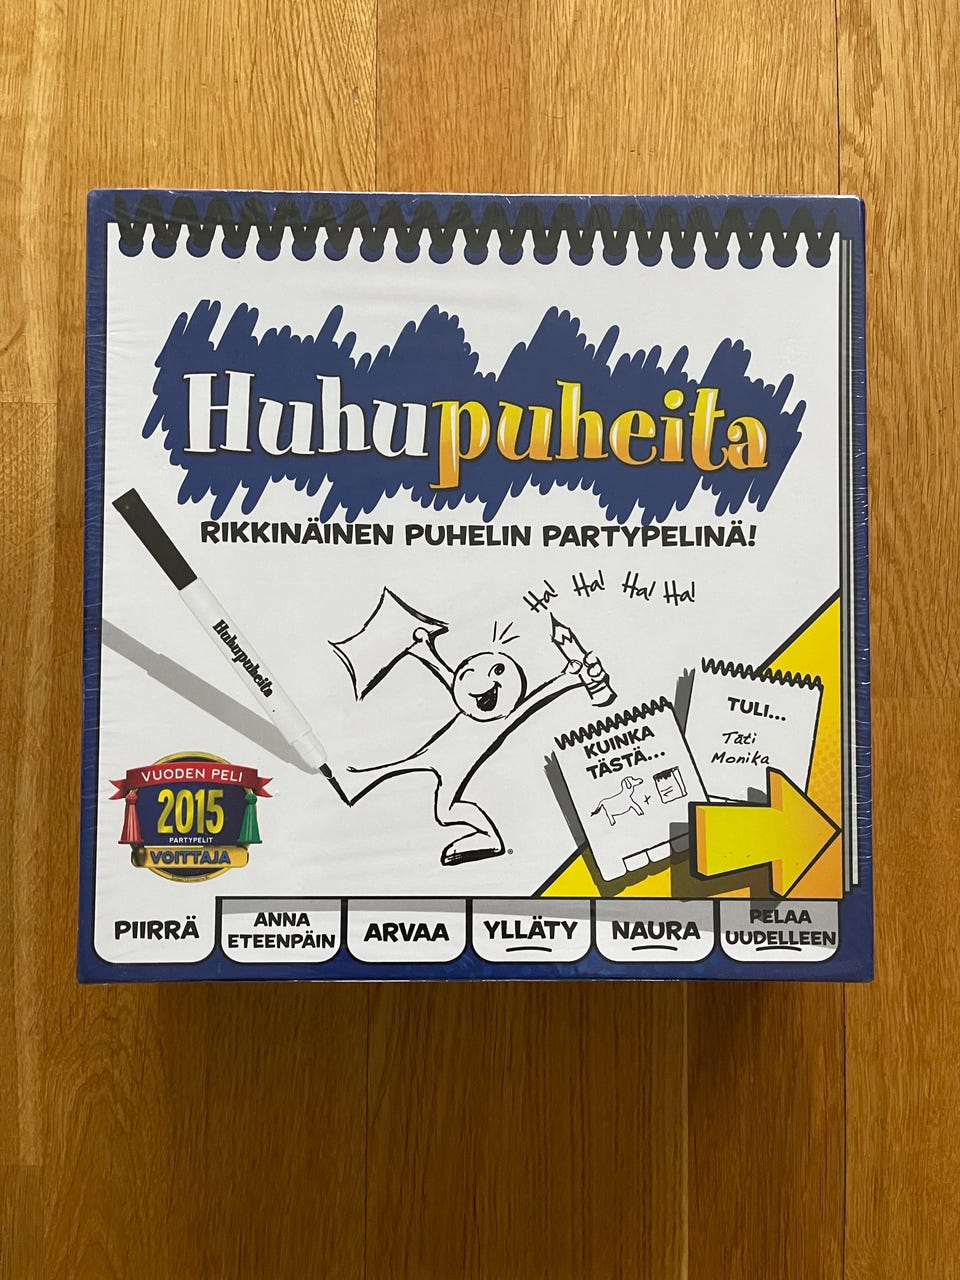 Huhupuheita
RIKKINÄINEN PUHELIN PARTYPELINÄ!
Ha! Ha! Ha! Ha!
Huhupuheita
KUINKA
TÄSTÄ...
+
TULI...
Täti
Monika
VUODEN PELI
2015
PARTYPELIT
VOITTAJA
PIIRRÄ
ANNA
ETEENPÄIN
ARVAA
YLLÄTY
NAURA
PELAA
UUDELLEEN